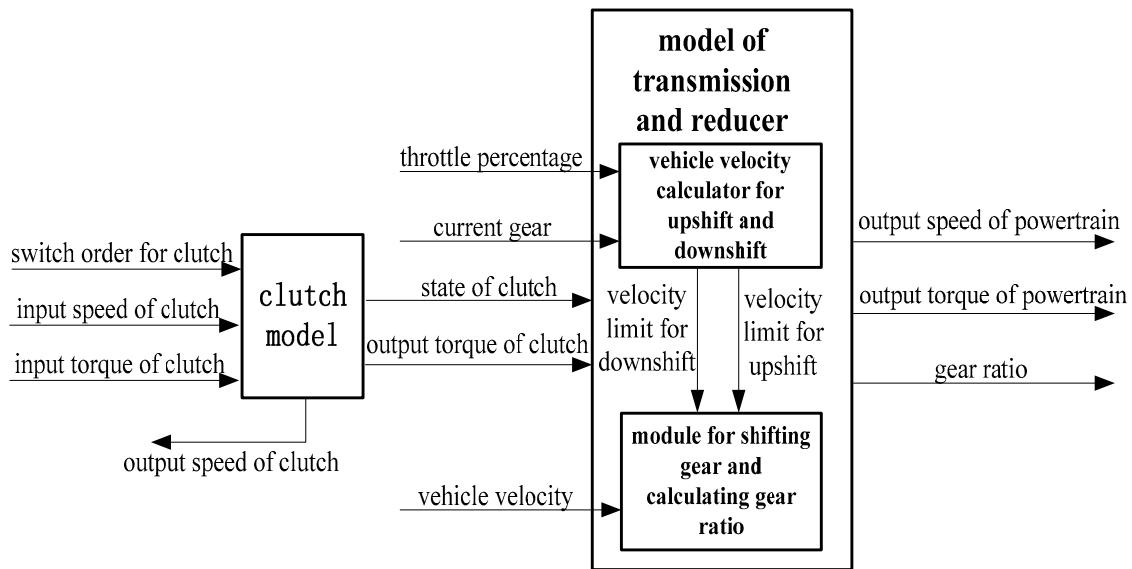 model of
transmission
and reducer
throttle percentage
vehicle velocity
calculator for
upshift and
downshift
current gear
output speed of powertrain
switch order for clutch
clutch
model
state of clutch
velocity
limit for
downshift
velocity
limit for
upshift
output torque of powertrain
input speed of clutch
output torque of clutch
input torque of clutch
gear ratio
output speed of clutch
module for shifting
gear and
calculating gear
ratio
vehicle velocity